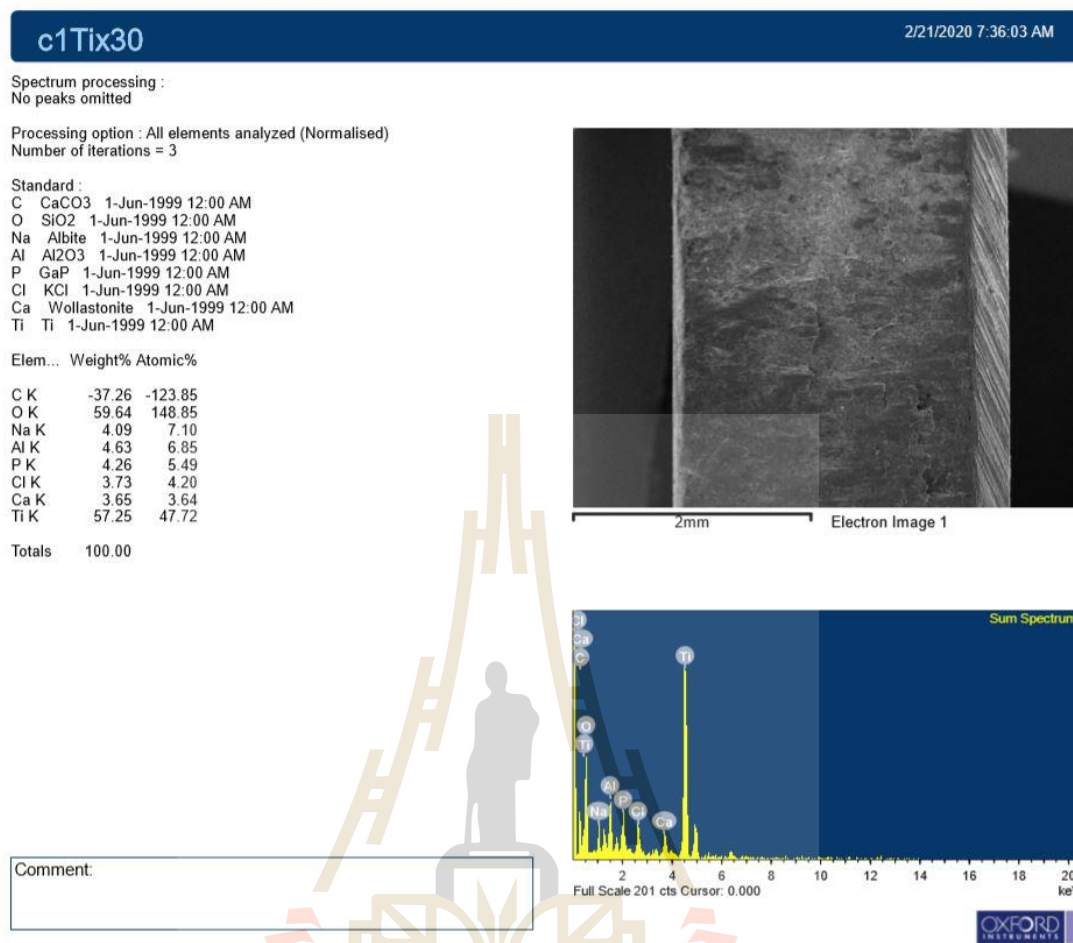 c1Tix30
2/21/2020 7:36:03 AM
Spectrum processing :
No peaks omitted
Processing option : All elements analyzed (Normalised)
Number of iterations = 3
Standard :
C CaCO3 1-Jun-1999 12:00 AM
O SiO2 1-Jun-1999 12:00 AM
Na Albite 1-Jun-1999 12:00 AM
Al Al2O3 1-Jun-1999 12:00 AM
P GaP 1-Jun-1999 12:00 AM
Cl KCl 1-Jun-1999 12:00 AM
Ca Wollastonite 1-Jun-1999 12:00 AM
Ti Ti 1-Jun-1999 12:00 AM
Elem... Weight% Atomic%
C K -37.26 -123.85
O K 59.64 148.85
Na K 4.09 7.10
Al K 4.63 6.85
P K 4.26 5.49
Cl K 3.73 4.20
Ca K 3.65 3.64
Ti K 57.25 47.72
Totals 100.00
2mm Electron Image 1
Sum Spectrum
Cl
Ca
C
Ti
O
Ti
Al
P
Na
Cl
Ca
2 4 6 8 10 12 14 16 18 20
Full Scale 201 cts Cursor: 0.000 keV
Comment:
OXFORD
INSTRUMENTS